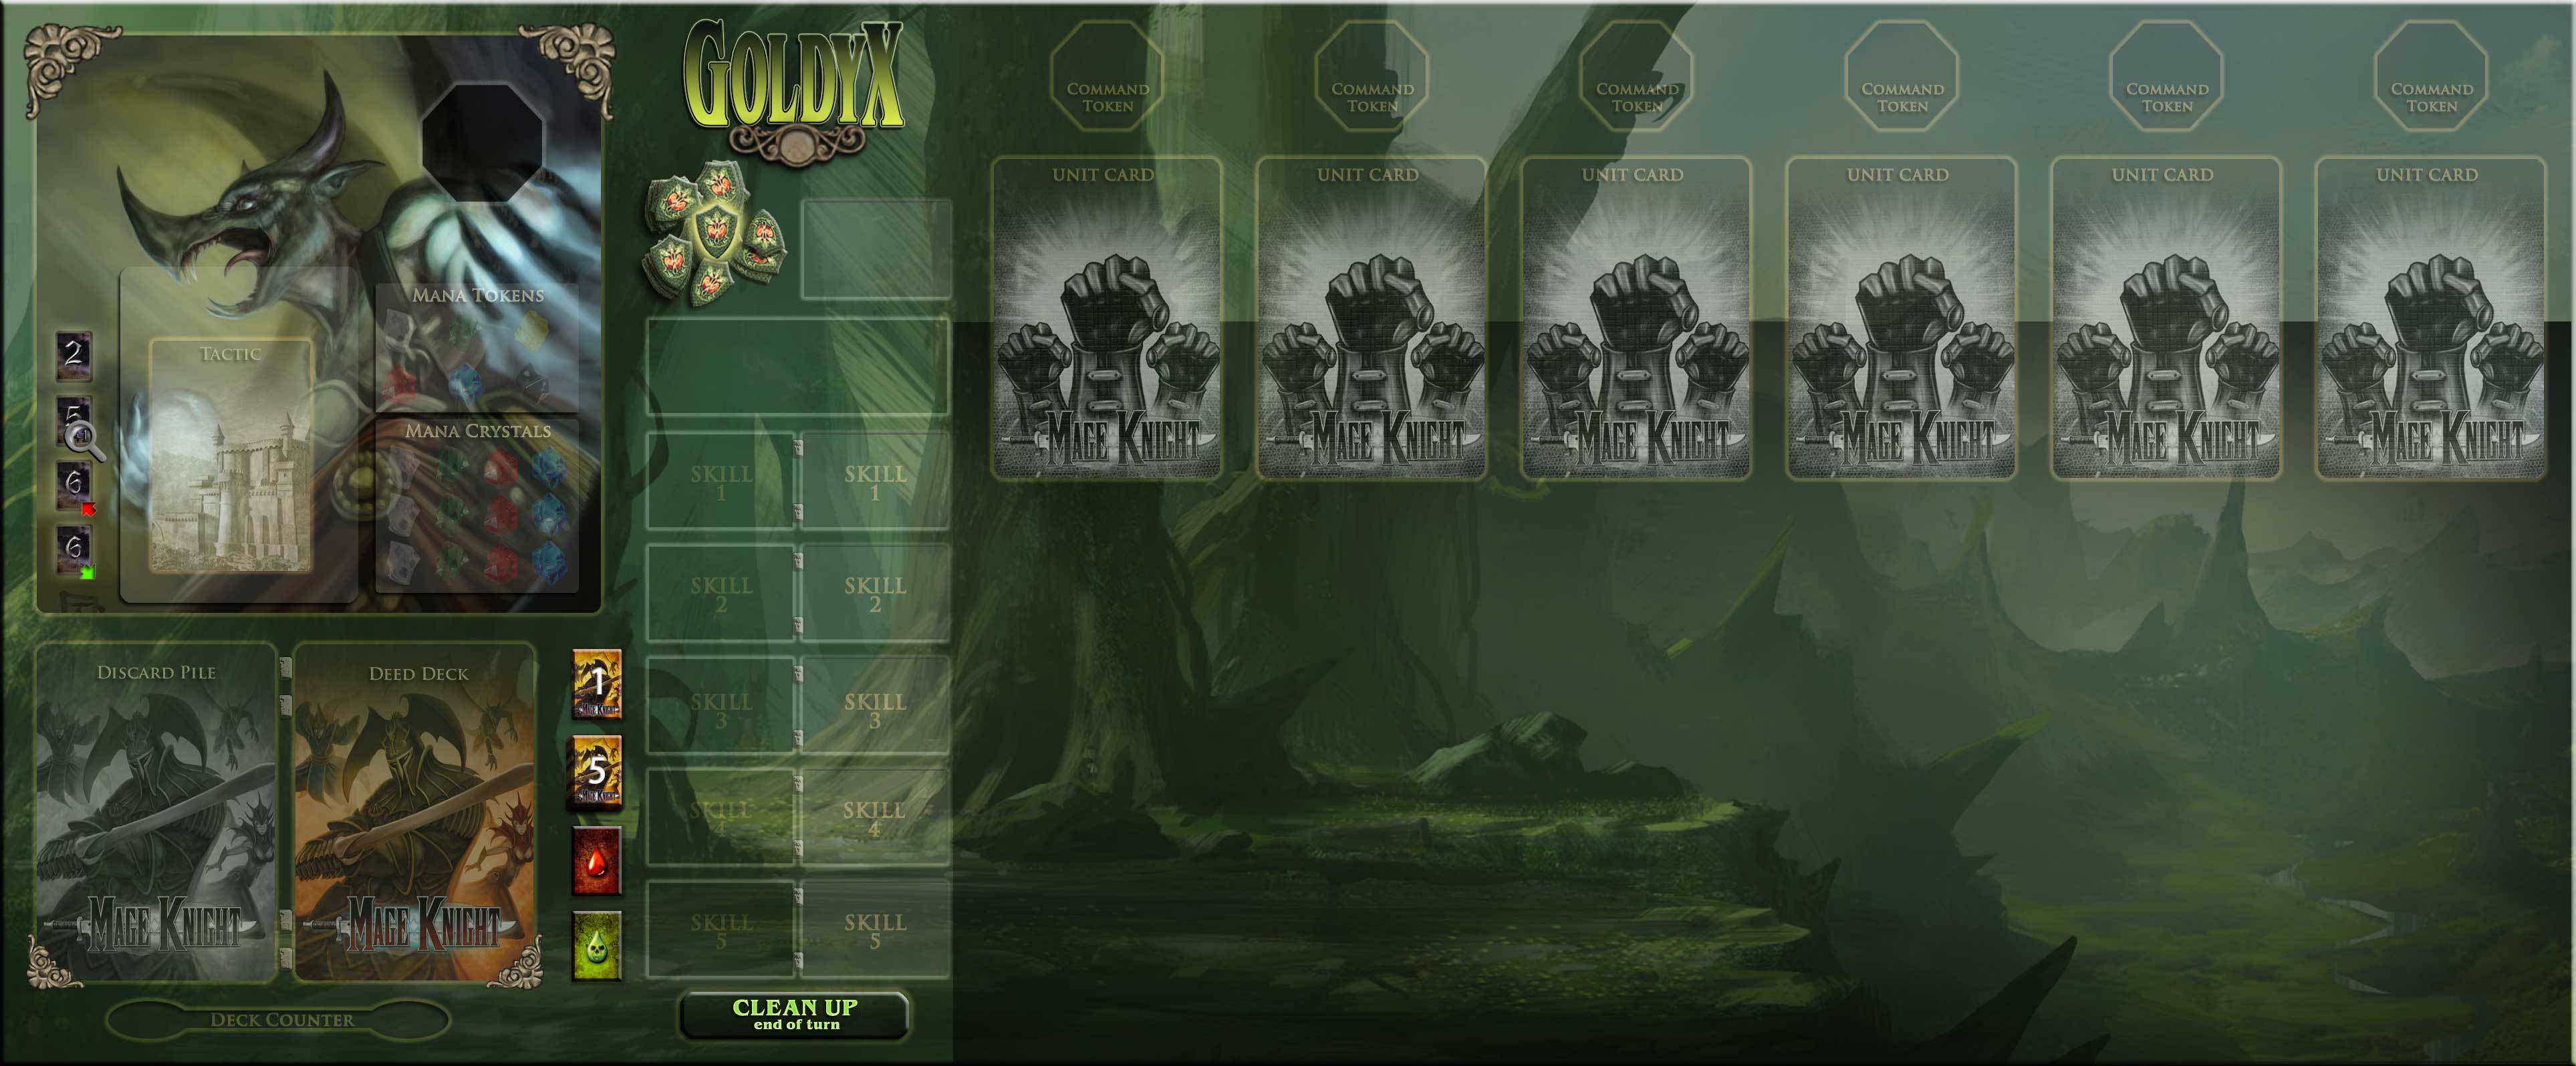 GOLDYX
COMMAND
TOKEN
COMMAND
TOKEN
COMMAND
TOKEN
COMMAND
TOKEN
COMMAND
TOKEN
COMMAND
TOKEN
UNIT CARD
UNIT CARD
UNIT CARD
UNIT CARD
UNIT CARD
UNIT CARD
MAGE KNIGHT
MAGE KNIGHT
MAGE KNIGHT
MAGE KNIGHT
MAGE KNIGHT
MAGE KNIGHT
MANA TOKENS
TACTIC
2
5
6
6
MANA CRYSTALS
SKILL
1
SKILL
1
SKILL
2
SKILL
2
SKILL
3
SKILL
3
SKILL
4
SKILL
4
SKILL
5
SKILL
5
DISCARD PILE
DEED DECK
MAGE KNIGHT
MAGE KNIGHT
1
5
DECK COUNTER
CLEAN UP
end of turn